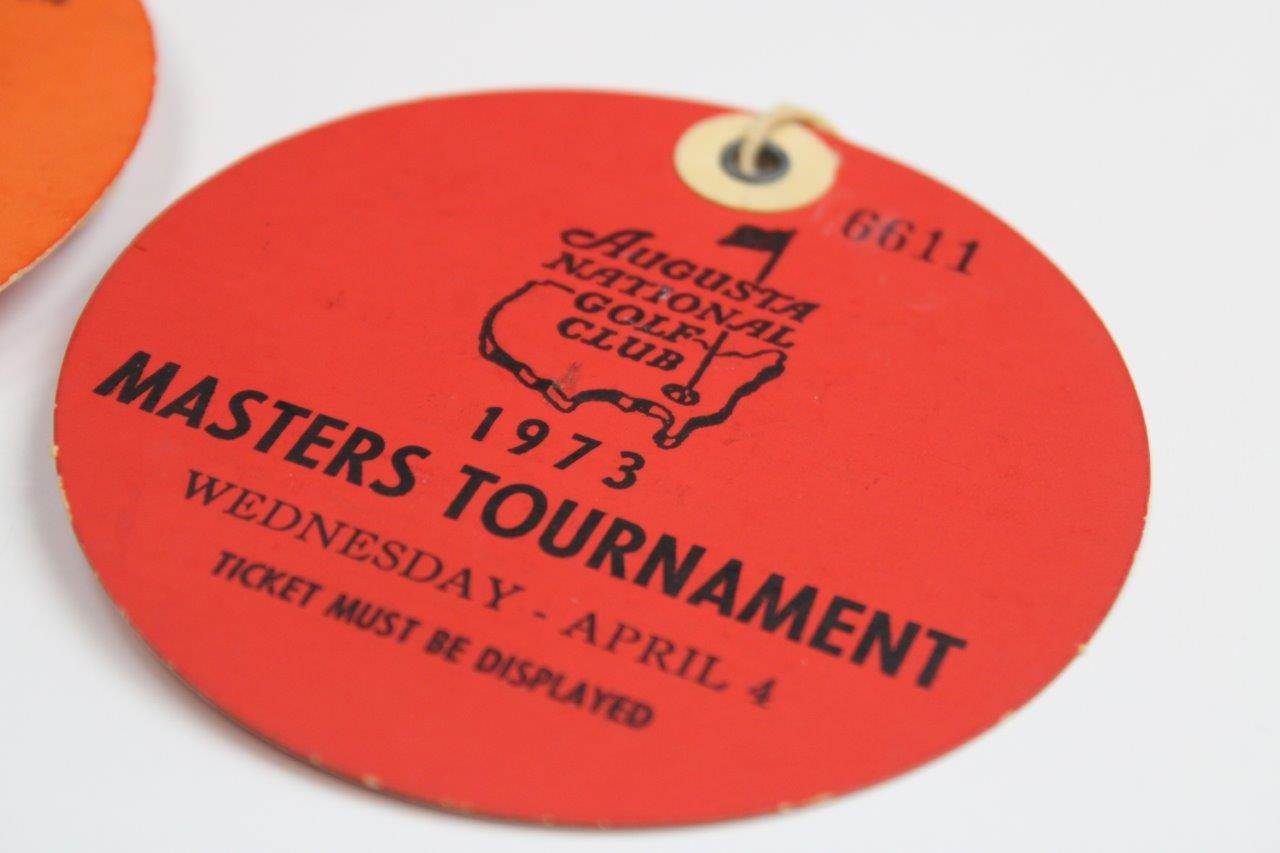 6611
AUGUSTA
NATIONAL
GOLF
CLUB
1973
MASTERS TOURNAMENT
WEDNESDAY - APRIL 4
TICKET MUST BE DISPLAYED